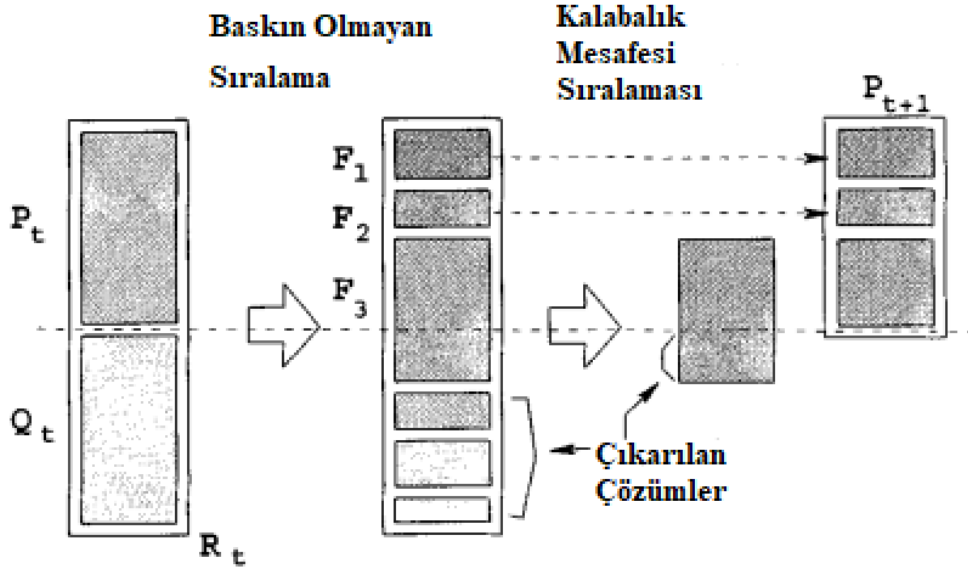 Baskın Olmayan
Sıralama
Kalabalık
Mesafesi
Sıralaması
P t+1
F 1
F 2
F 3
P t
Q t
R t
Çıkarılan
Çözümler